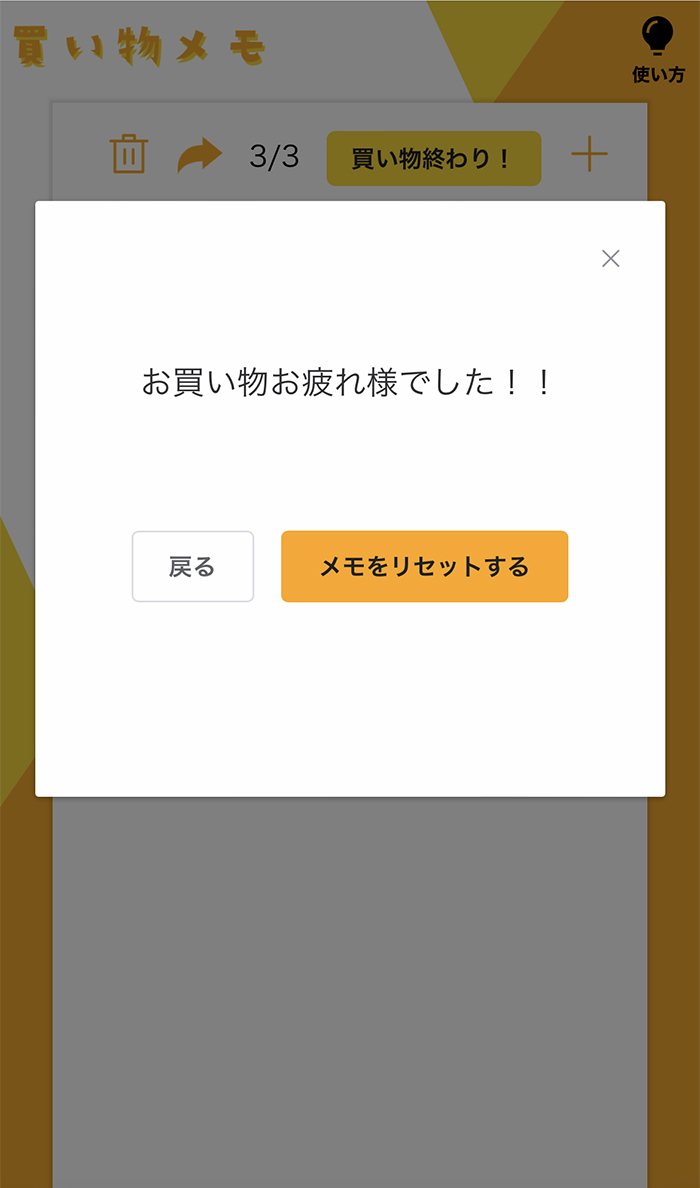 買い物メモ
使い方
3/3
買い物終わり！
お買い物お疲れ様でした！！
戻る
メモをリセットする